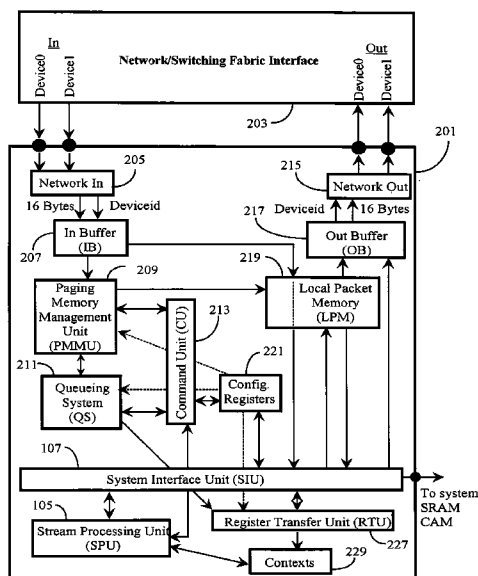 In
Out
Device0
Device1
Network/Switching Fabric Interface
Device0
Device1
203
201
205
215
Network In
Network Out
16 Bytes
Deviceid
217
Deviceid
16 Bytes
In Buffer
(IB)
Out Buffer
(OB)
207
209
219
Paging
Memory
Management
Unit
(PMMU)
213
Local Packet
Memory
(LPM)
Command Unit (CU)
221
211
Queueing
System
(QS)
Config.
Registers
107
System Interface Unit (SIU)
To system
SRAM
CAM
105
Stream Processing Unit
(SPU)
Register Transfer Unit (RTU)
227
Contexts
229